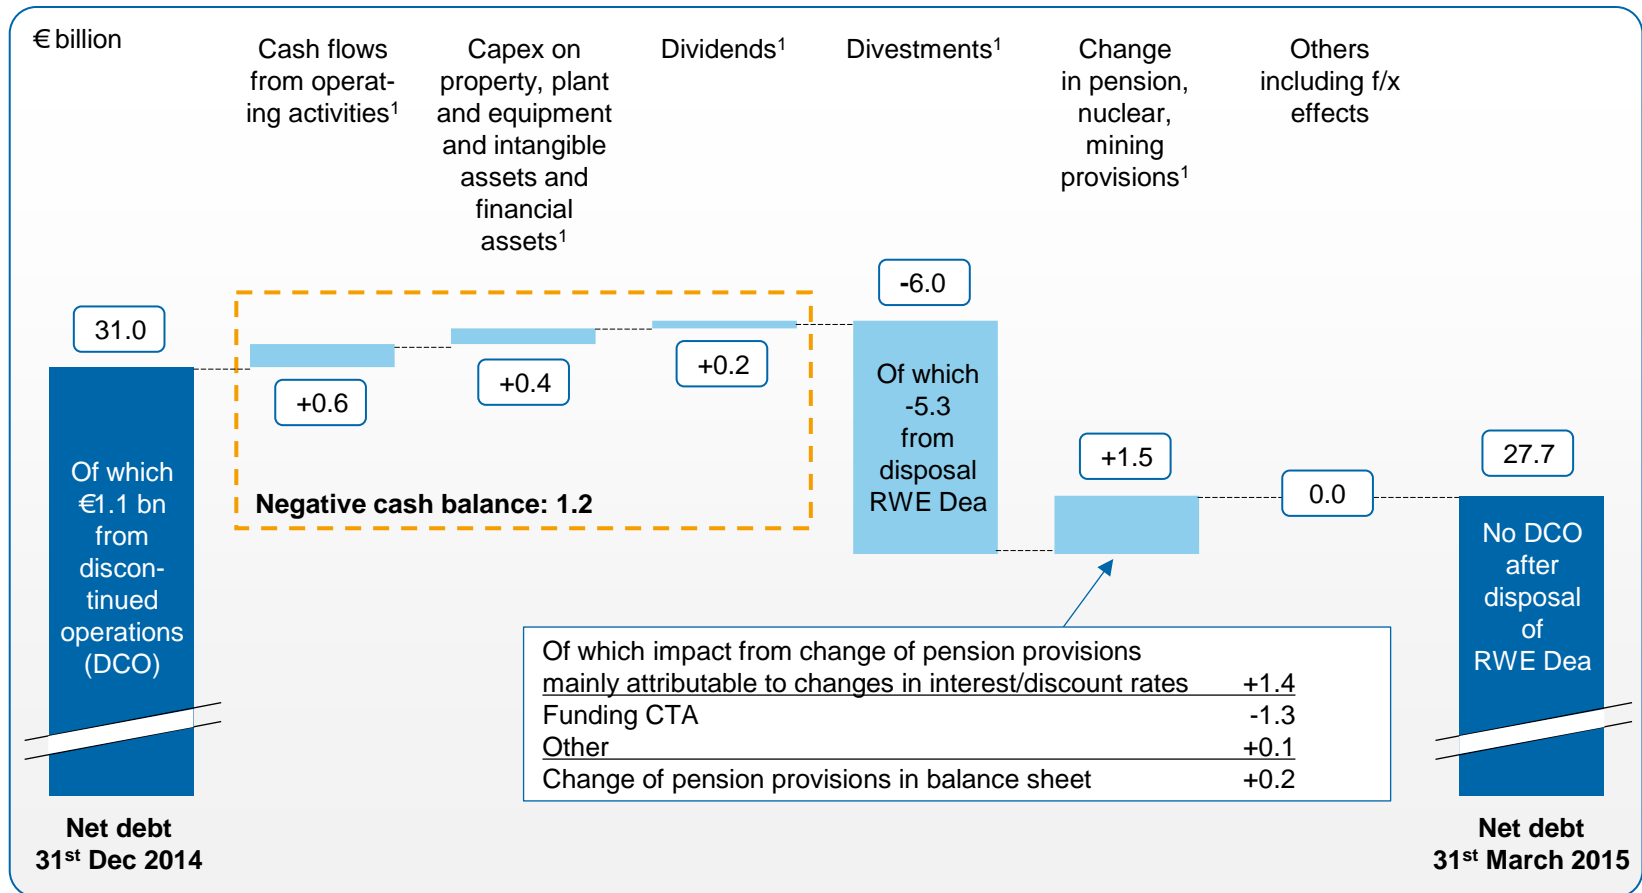 € billion
Cash flows
from operat-
ing activities¹
Capex on
property, plant
and equipment
and intangible
assets and
financial
assets¹
Dividends¹
Divestments¹
Change
in pension,
nuclear,
mining
provisions¹
Others
including f/x
effects
31.0
+0.6
+0.4
+0.2
-6.0
+1.5
0.0
27.7
Of which
€1.1 bn
from
discon-
tinued
operations
(DCO)
Negative cash balance: 1.2
Of which
-5.3
from
disposal
RWE Dea
No DCO
after
disposal
of
RWE Dea
Of which impact from change of pension provisions
mainly attributable to changes in interest/discount rates +1.4
Funding CTA -1.3
Other +0.1
Change of pension provisions in balance sheet +0.2
Net debt
31st Dec 2014
Net debt
31st March 2015